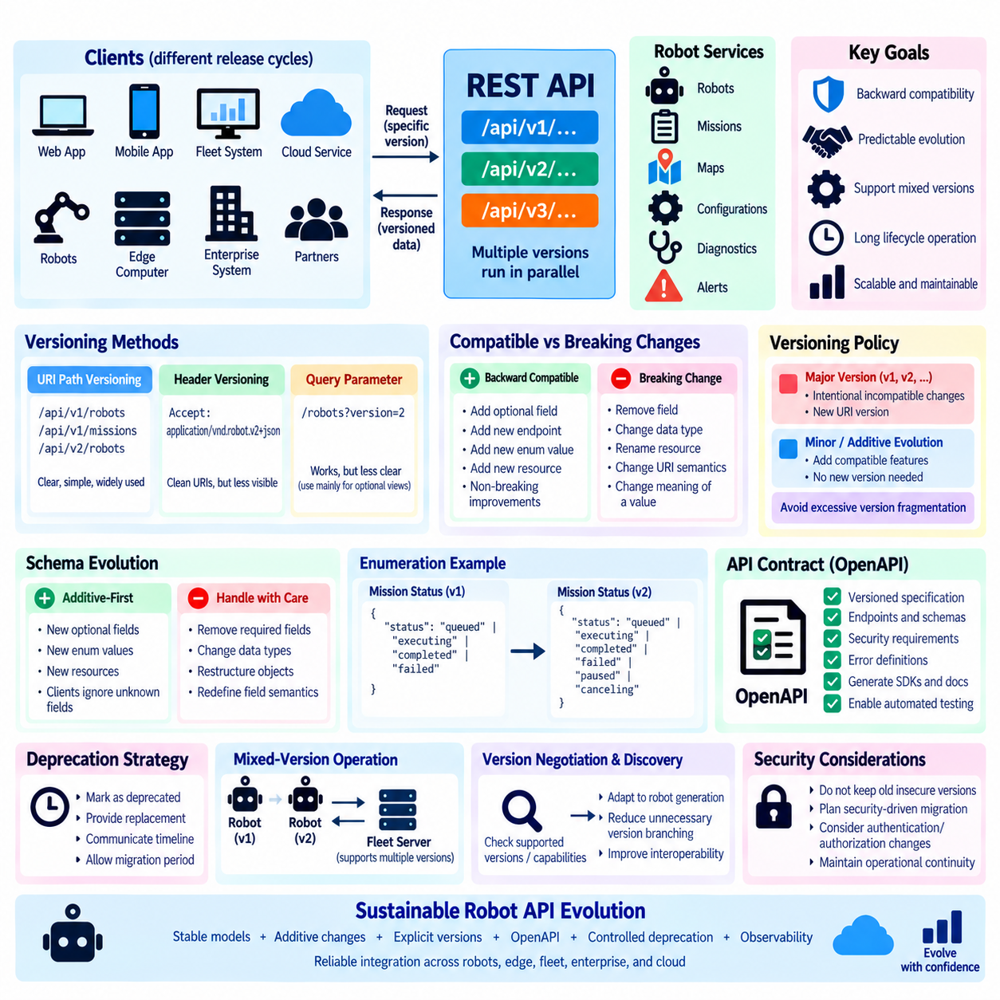 Clients (different release cycles)
Web App
Mobile App
Fleet System
Cloud Service
Robots
Edge
Computer
Enterprise
System
Partners
Request
(specific
version)
Response
(versioned
data)
REST API
/api/v1/...
/api/v2/...
/api/v3/...
Multiple versions
run in parallel
Robot Services
Robots
Missions
Maps
Configurations
Diagnostics
Alerts
Key Goals
Backward compatibility
Predictable evolution
Support mixed versions
Long lifecycle operation
Scalable and maintainable
Versioning Methods
URI Path Versioning
/api/v1/robots
/api/v1/missions
/api/v2/robots
Clear, simple, widely used
Header Versioning
Accept:
application/vnd.robot.v2+json
Clean URIs, but less visible
Query Parameter
/robots?version=2
Works, but less clear
(use mainly for optional views)
Compatible vs Breaking Changes
Backward Compatible
• Add optional field
• Add new endpoint
• Add new enum value
• Add new resource
• Non-breaking
improvements
Breaking Change
• Remove field
• Change data type
• Rename resource
• Change URI semantics
• Change meaning of
a value
Versioning Policy
Major Version (v1, v2, ...)
• Intentional incompatible changes
• New URI version
Minor / Additive Evolution
• Add compatible features
• No new version needed
Avoid excessive version fragmentation
Schema Evolution
Additive-First
• New optional fields
• New enum values
• New resources
• Clients ignore unknown
fields
Handle with Care
• Remove required fields
• Change data types
• Restructure objects
• Redefine field semantics
Enumeration Example
Mission Status (v1)
{
"status": "queued" |
"executing" |
"completed" |
"failed"
}
Mission Status (v2)
{
"status": "queued" |
"executing" |
"completed" |
"failed" |
"paused" |
"canceling"
}
API Contract (OpenAPI)
OpenAPI
Versioned specification
Endpoints and schemas
Security requirements
Error definitions
Generate SDKs and docs
Enable automated testing
Deprecation Strategy
Mark as deprecated
Provide replacement
Communicate timeline
Allow migration period
Mixed-Version Operation
Robot
(v1)
Robot
(v2)
Fleet Server
(supports multiple versions)
Version Negotiation & Discovery
Check supported
versions / capabilities
Adapt to robot generation
Reduce unnecessary
version branching
Improve interoperability
Security Considerations
Do not keep old insecure versions
Plan security-driven migration
Consider authentication/
authorization changes
Maintain operational continuity
Sustainable Robot API Evolution
Stable models + Additive changes + Explicit versions + OpenAPI + Controlled deprecation + Observability
Reliable integration across robots, edge, fleet, enterprise, and cloud
Evolve
with confidence